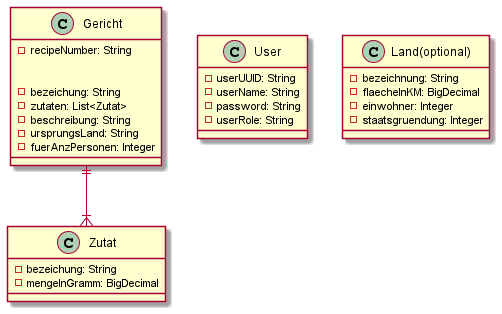 C Gericht
recipeNumber: String
bezeichung: String
zutaten: List<Zutat>
beschreibung: String
ursprungsLand: String
fuerAnzPersonen: Integer
C User
userUUID: String
userName: String
password: String
userRole: String
C Land(optional)
bezeichnung: String
flaecheInKM: BigDecimal
einwohner: Integer
staatsgruendung: Integer
C Zutat
bezeichung: String
mengeInGramm: BigDecimal